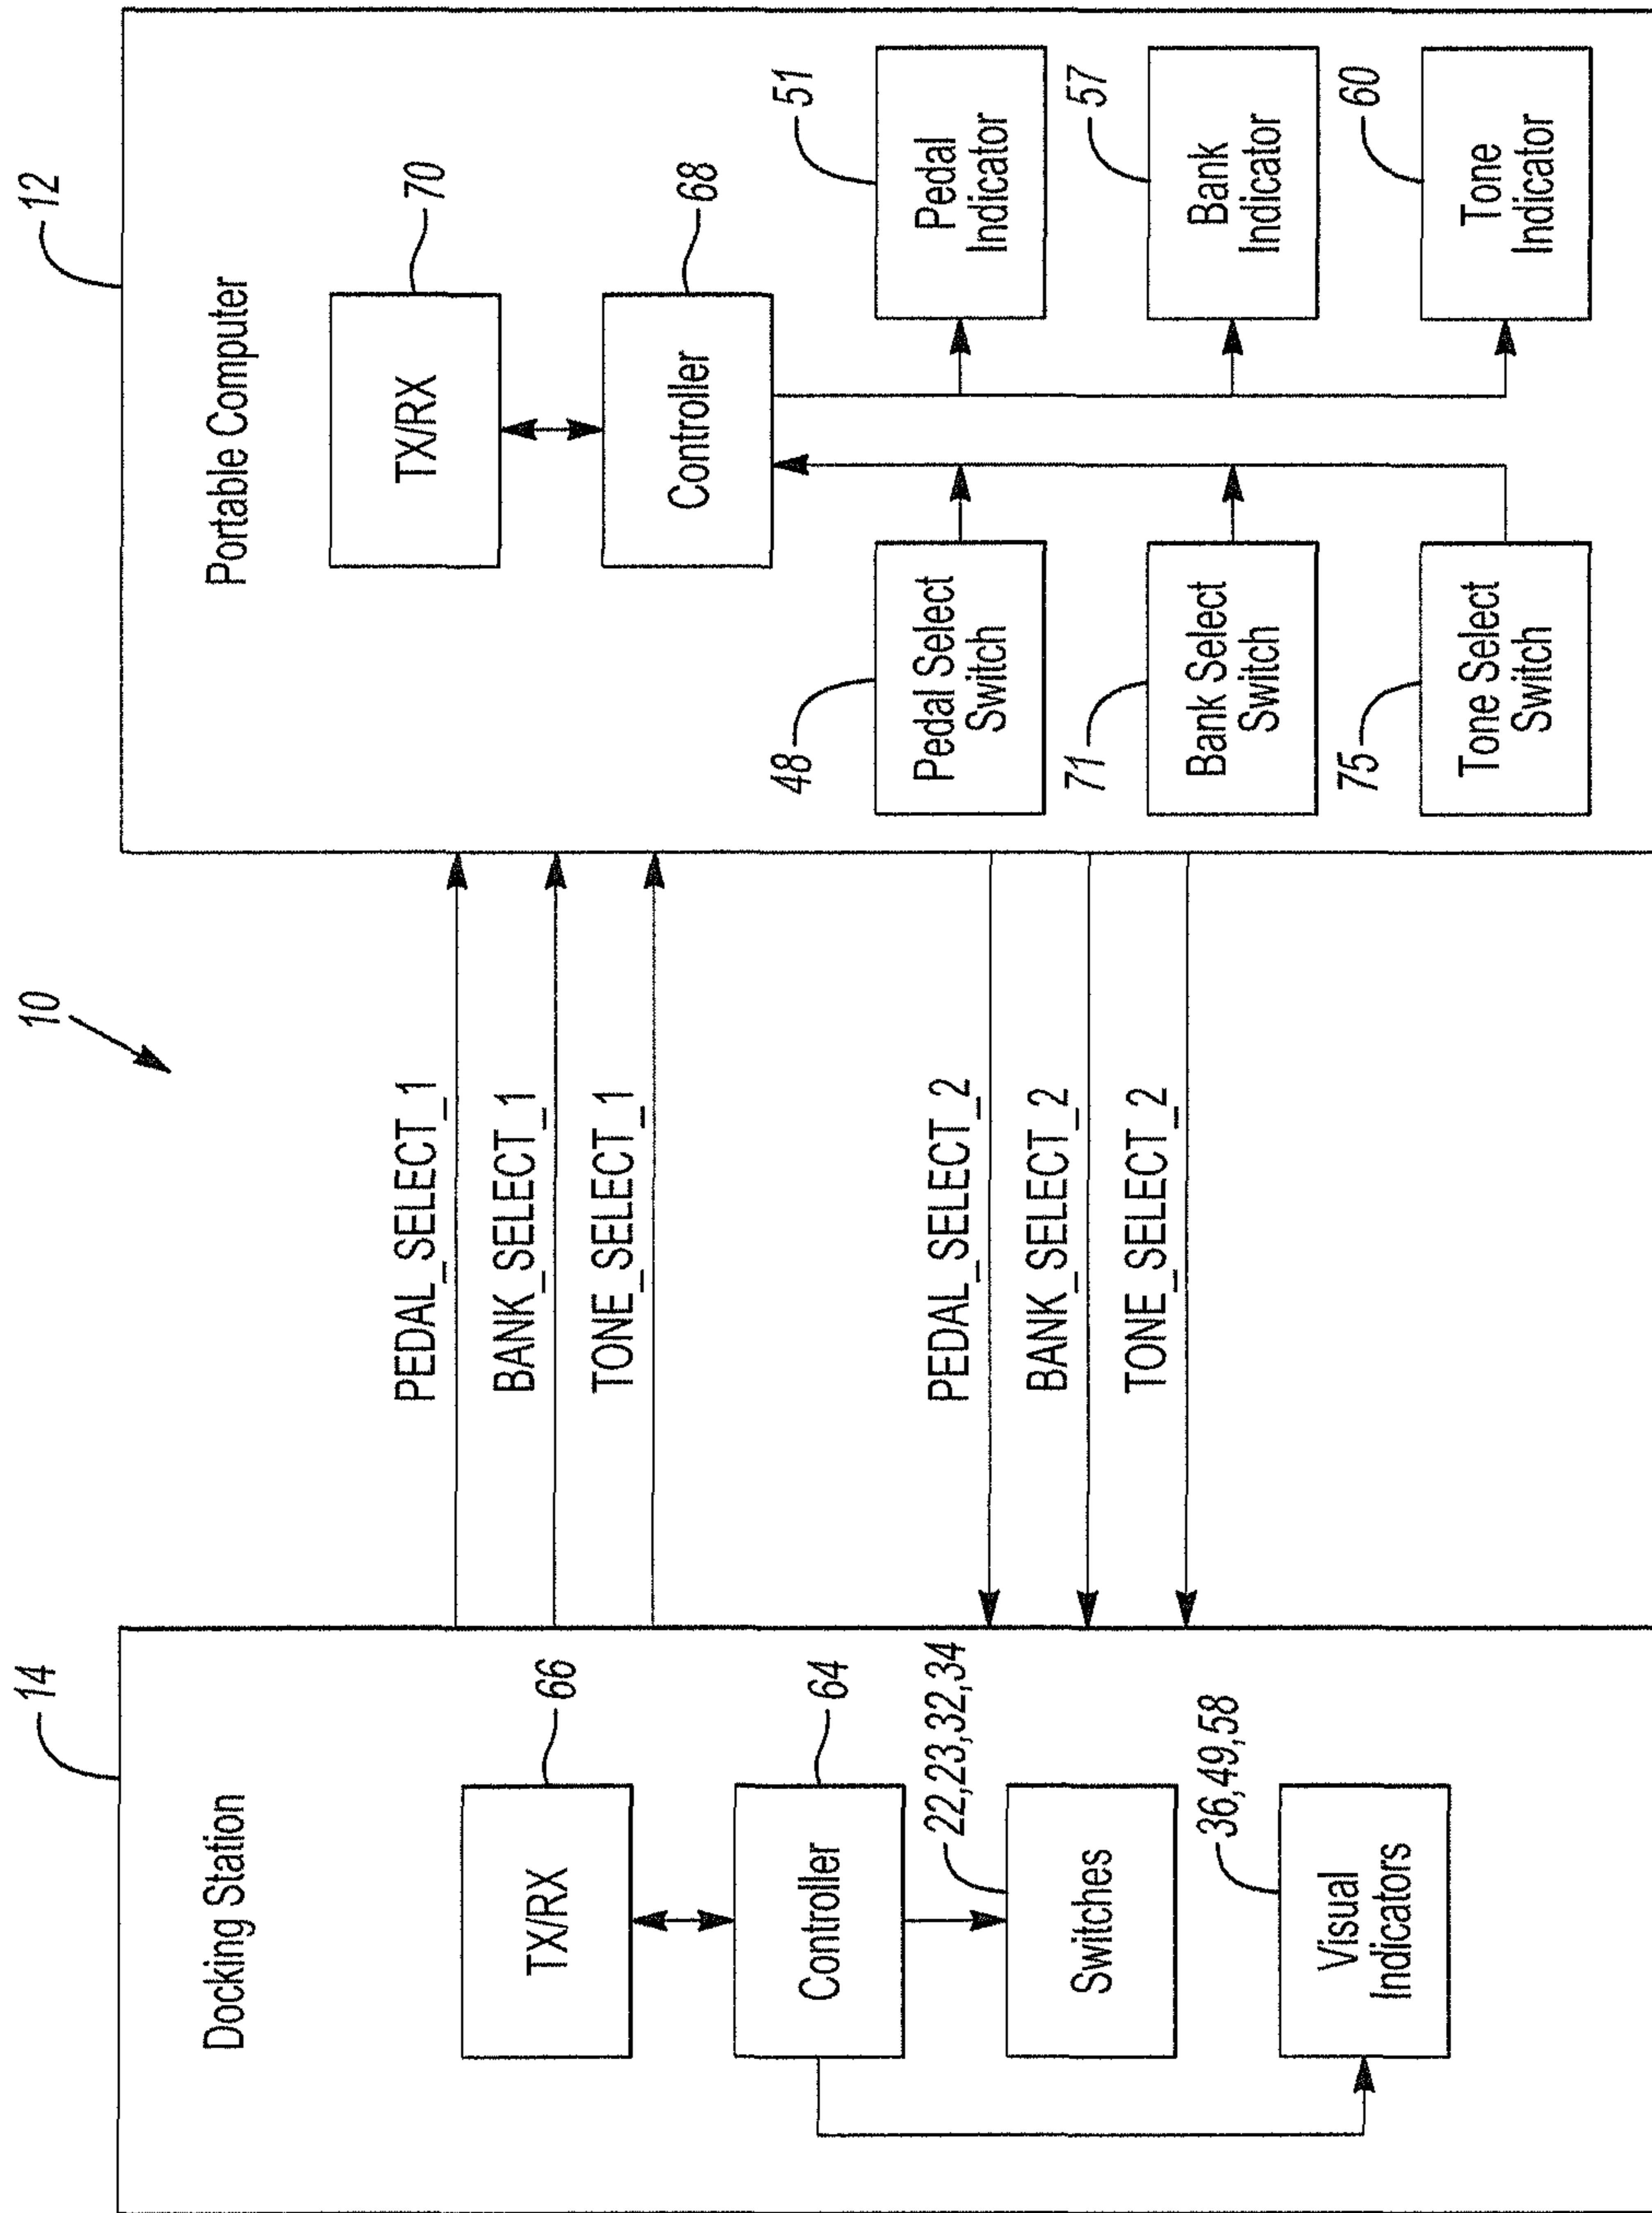 10
14
Docking Station
TX/RX
66
Controller
64
Switches
22,23,32,34
Visual
Indicators
36,49,58
PEDAL_SELECT_1
BANK_SELECT_1
TONE_SELECT_1
PEDAL_SELECT_2
BANK_SELECT_2
TONE_SELECT_2
12
Portable Computer
TX/RX
70
Controller
68
48
Pedal Select
Switch
Pedal
Indicator
51
71
Bank Select
Switch
Bank
Indicator
57
75
Tone Select
Switch
Tone
Indicator
60